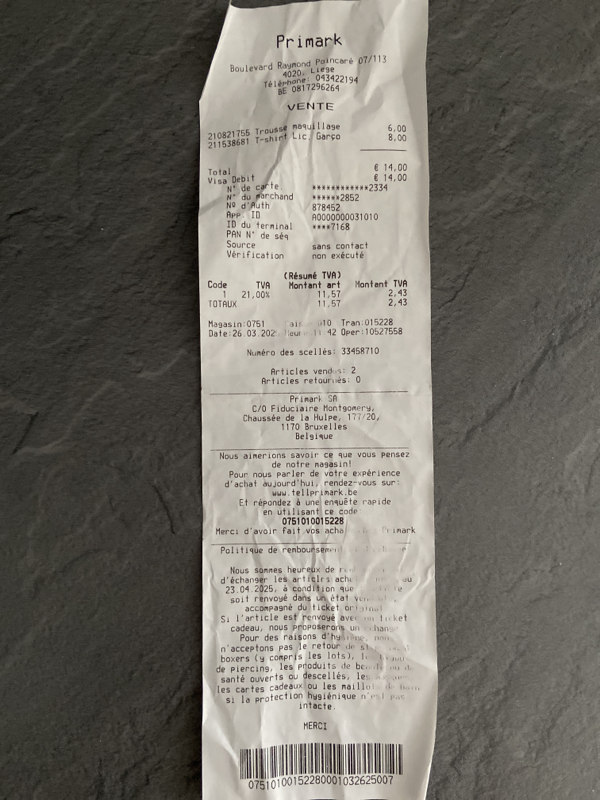 Primark
Boulevard Raymond Poincaré 07/113
4020, Liege
Téléphone: 043422194
BE 0817296264
VENTE
210821755 Trousse maquillage 6,00
211538681 T-shirt Lic. Garço 8,00
Total € 14,00
Visa Debit € 14,00
N° de carte ************2334
N° du marchand ******2852
Nº d'Auth 878452
App. ID A0000000031010
ID du terminal ****7168
PAN N° de séq
Source sans contact
Vérification non exécuté
(Résumé TVA)
Code TVA Montant art Montant TVA
1 21,00% 11,57 2,43
TOTAUX 11,57 2,43
Magasin:0751 Tran:015228
Date:26.03. 42 Oper:10527558
Numéro des scellés: 33458710
Articles vendus: 2
Articles retournés: 0
Primark SA
C/O Fiduciaire Montgomery,
Chaussée de la Hulpe, 177/20,
1170 Bruxelles
Belgique
Nous aimerions savoir ce que vous pensez
de notre magasin!
Pour nous parler de votre expérience
d'achat aujourd'hui, rendez-vous sur:
www.tellprimark.be
Et répondez à une enquête rapide
en utilisant ce code
0751010015228
Merci d'avoir fait vos Primark
Politique de
Nous sommes heureux de
d'échanger les articles au
23.04.2025, à condition que
soit renvoyé dans un état
accompagné du ticket original
Si l'article est renvoyé avec un ticket
cadeau, nous proposerons un
Pour des raisons d'hygiène, nous
n'acceptons pas le retour de
boxers (y compris les lots),
de piercing, les produits de
santé ouverts ou descellés, les
les cartes cadeaux ou les maillots de bain
si la protection hygiénique n'est pas
intacte.
MERCI
07510100152280001032625007